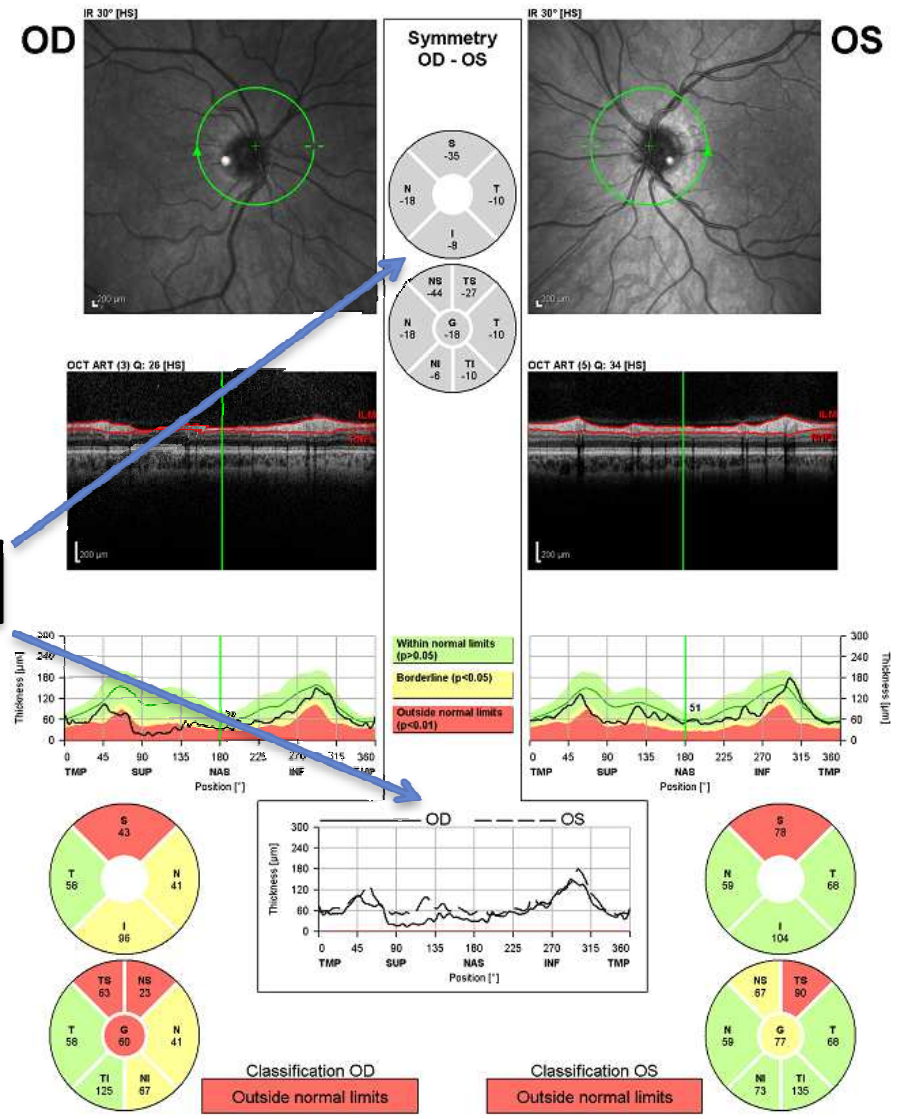 IR 30° [HS]
OD
Symmetry
OD - OS
IR 30° [HS]
OS
S
-35
N
-18
T
-10
I
-8
NS
-44
TS
-27
N
-18
G
-18
T
-10
NI
-6
TI
-10
200 µm
200 µm
OCT ART (3) Q: 26 [HS]
ILM
200 µm
OCT ART (5) Q: 34 [HS]
ILM
200 µm
Thickness [µm]
300
240
180
120
60
0
0 45 90 135 180 225 270 315 360
TMP SUP NAS INF TMP
Position [°]
Within normal limits
(p>0.05)
Borderline (p<0.05)
Outside normal limits
(p<0.01)
51
300
240
180
120
60
0
Thickness [µm]
0 45 90 135 180 225 270 315 360
TMP SUP NAS INF TMP
Position [°]
S
43
T
58
N
41
I
96
OD OS
Thickness [µm]
300
240
180
120
60
0
0 45 90 135 180 225 270 315 360
TMP SUP NAS INF TMP
Position [°]
S
78
N
59
T
68
I
104
TS
63
NS
23
T
58
G
60
N
41
TI
125
NI
67
NS
67
TS
90
N
59
G
77
T
68
NI
73
TI
135
Classification OD
Outside normal limits
Classification OS
Outside normal limits